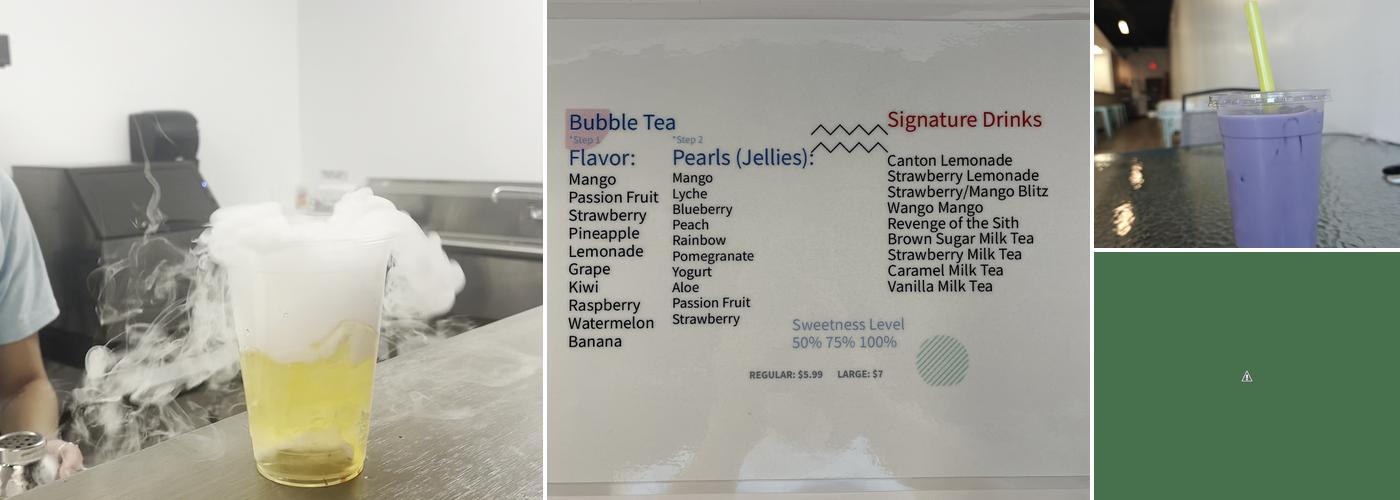 Bubble Tea
*Step 1
Flavor:
Mango
Passion Fruit
Strawberry
Pineapple
Lemonade
Grape
Kiwi
Raspberry
Watermelon
Banana
*Step 2
Pearls (Jellies):
Mango
Lyche
Blueberry
Peach
Rainbow
Pomegranate
Yogurt
Aloe
Passion Fruit
Strawberry
Signature Drinks
Canton Lemonade
Strawberry Lemonade
Strawberry/Mango Blitz
Wango Mango
Revenge of the Sith
Brown Sugar Milk Tea
Strawberry Milk Tea
Caramel Milk Tea
Vanilla Milk Tea
Sweetness Level
50% 75% 100%
REGULAR: $5.99 LARGE: $7